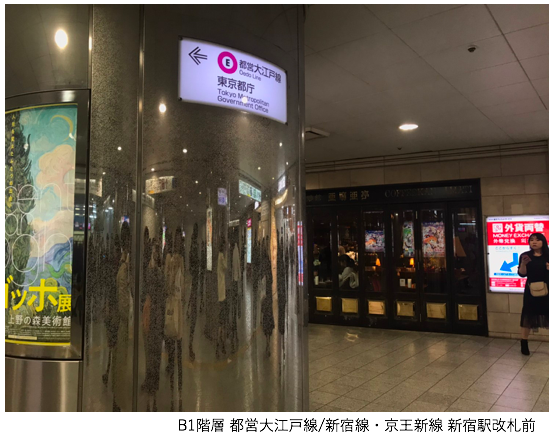 E 都営大江戸線
Oedo Line
東京都庁
Tokyo Metropolitan
Government Office
ゴッホ展
上野の森美術館
外貨両替
MONEY EXCHANGE
B1階層 都営大江戸線/新宿線・京王新線 新宿駅改札前